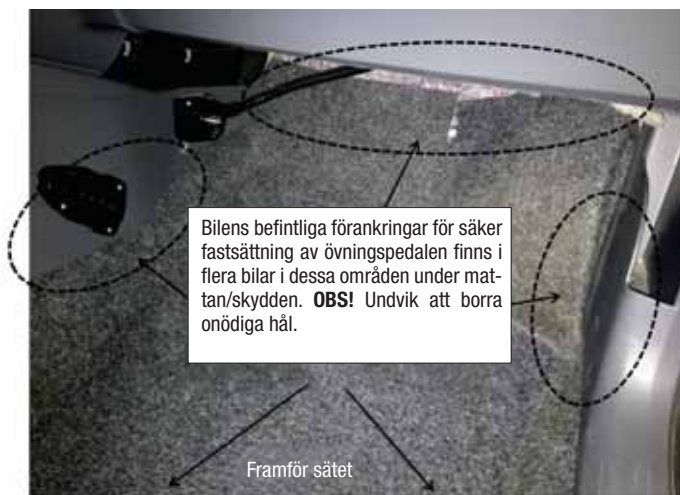 Bilens befintliga förankringar för säker
fastsättning av övningspedalen finns i
flera bilar i dessa områden under mat-
tan/skydden. OBS! Undvik att borra
onödiga hål.
Framför sätet